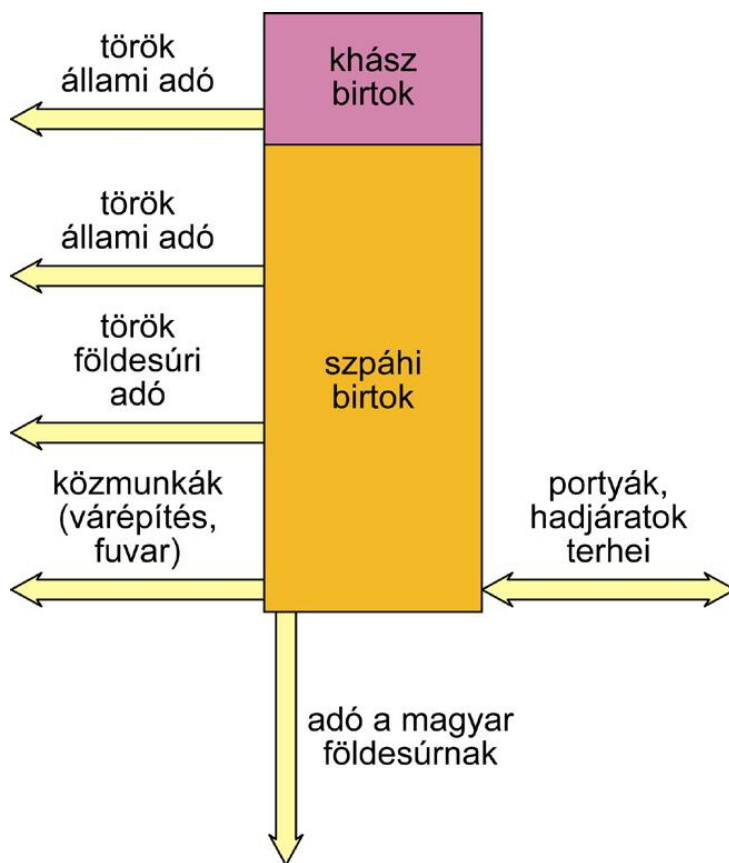 török
állami adó
khász
birtok
török
állami adó
török
földesúri
adó
szpáhi
birtok
közmunkák
(várépítés,
fuvar)
portyák,
hadjáratok
terhei
adó a magyar
földesúrnak